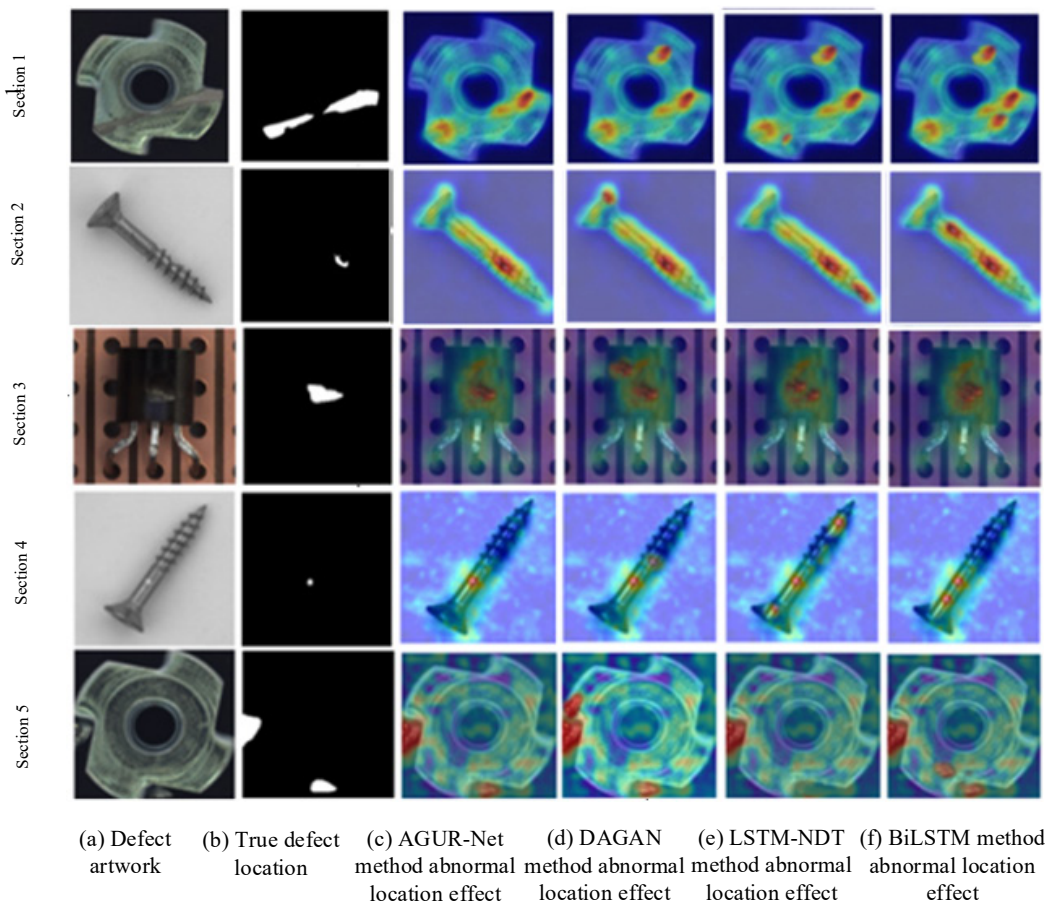 Section 1
Section 2
Section 3
Section 4
Section 5
(a) Defect
artwork
(b) True defect
location
(c) AGUR-Net
method abnormal
location effect
(d) DAGAN
method abnormal
location effect
(e) LSTM-NDT
method abnormal
location effect
(f) BiLSTM method
abnormal location
effect